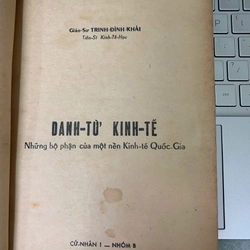 Giáo-Sư TRỊNH ĐÌNH KHẢI
Tiến-Sĩ Kinh-Tế-Học
DANH-TỪ KINH-TẾ
Những bộ phận của một nền Kinh-tế Quốc.Gia
CỬ-NHÂN 1 — NHÓM B